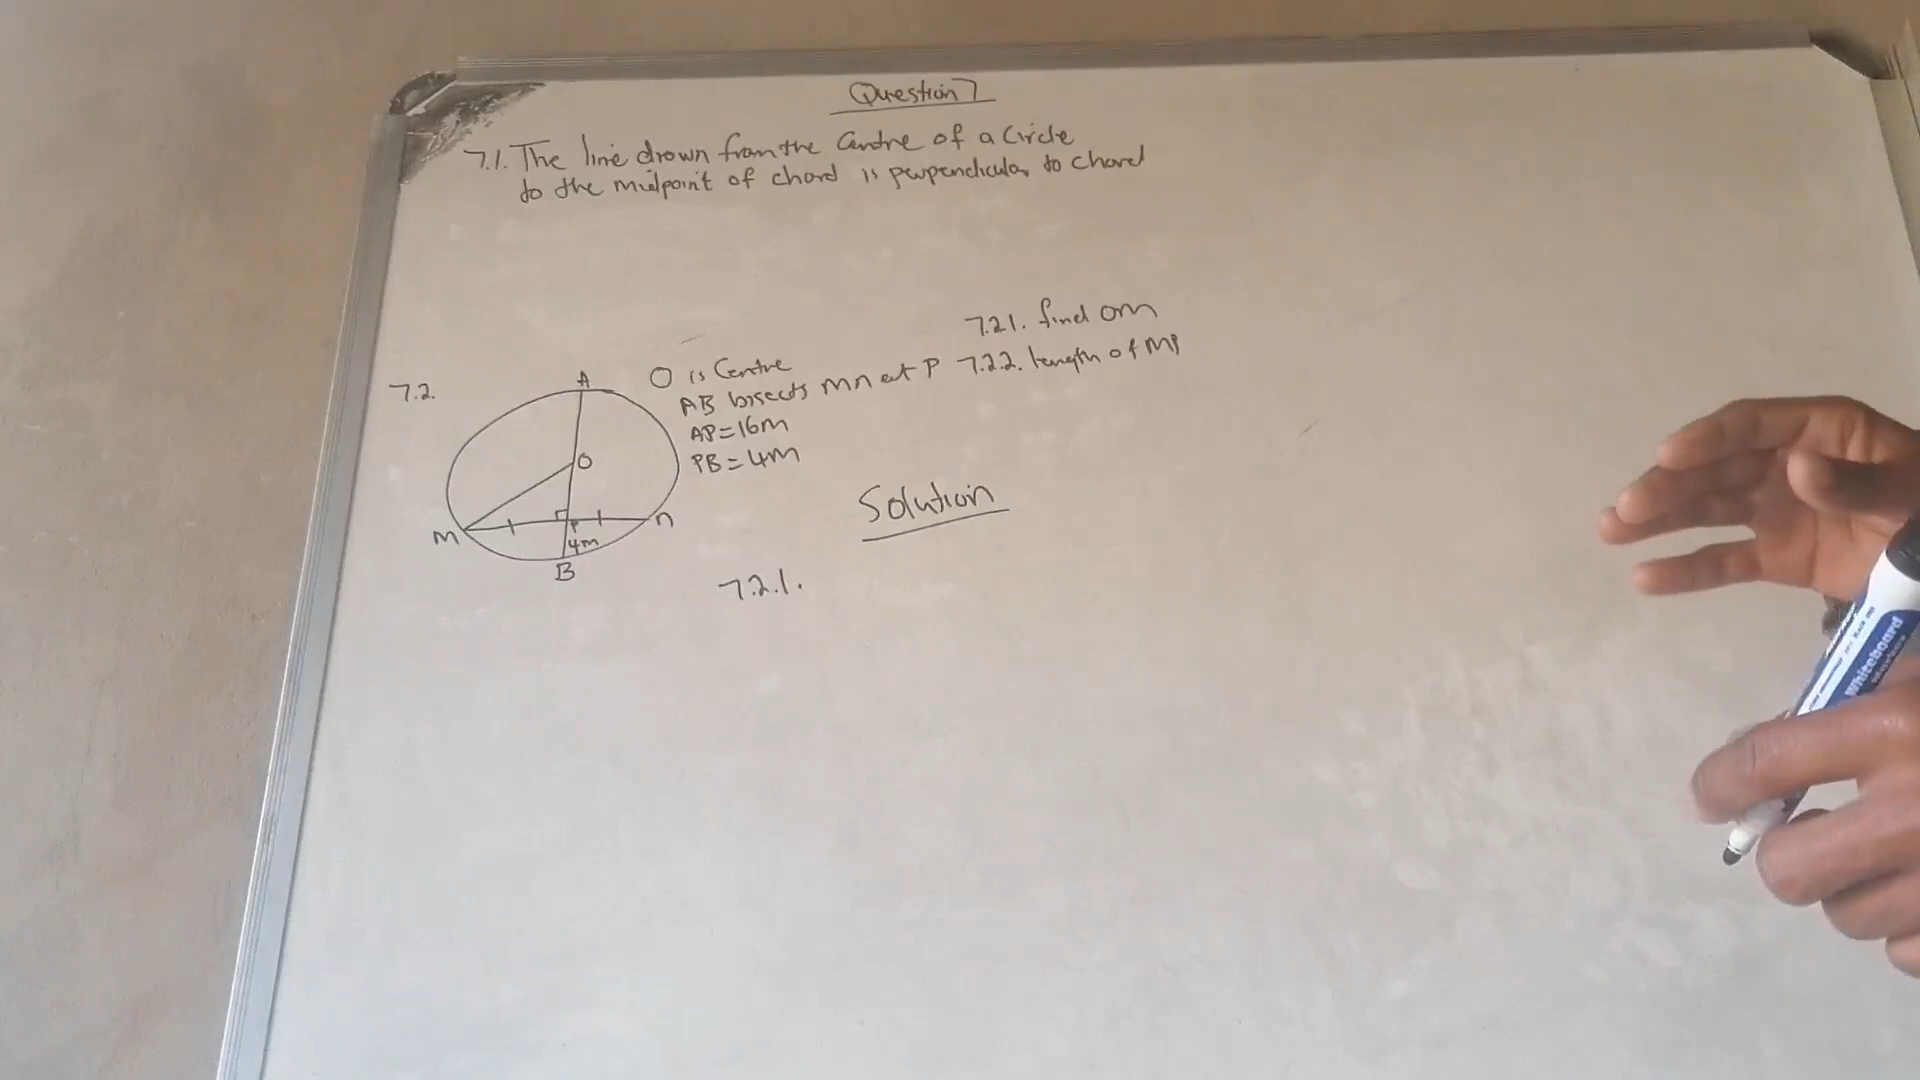 Question 7
7.1. The line drown from the Centre of a Circle
to the midpoint of chord is perpendicular to chord
7.2.1. find om
7.2.2. length of MP
7.2.
O is Centre
AB bisects mn at P
AP=16m
PB=4m
A
O
M
P
n
4m
B
Solution
7.2.1.
Whiteboard